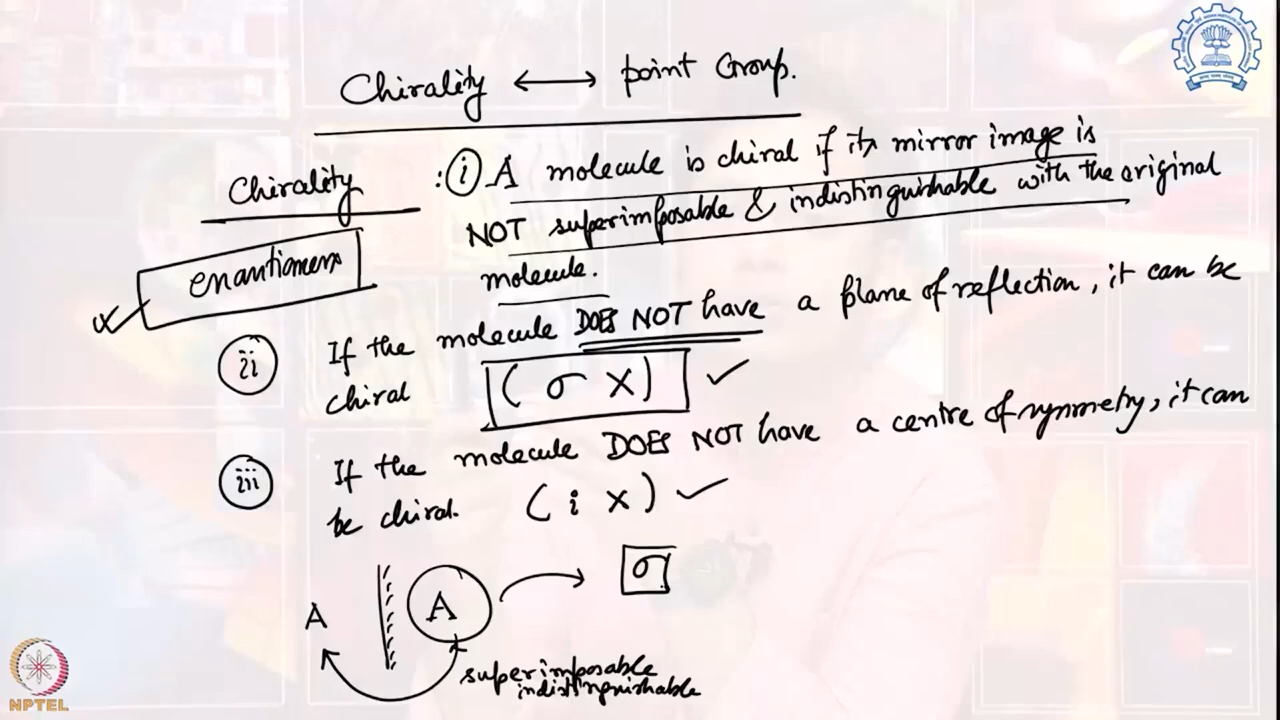 Chirality ⟷ point Group.
Chirality :(i) A molecule is chiral if its mirror image is
NOT superimposable & indistinguishable with the original
molecule.
enantiomers
(ii) If the molecule DOES NOT have a plane of reflection, it can be
chiral (σ X) ✓
(iii) If the molecule DOES NOT have a centre of symmetry, it can
be chiral. (i X) ✓
A A → σ
superimposable
indistinguishable
NPTEL